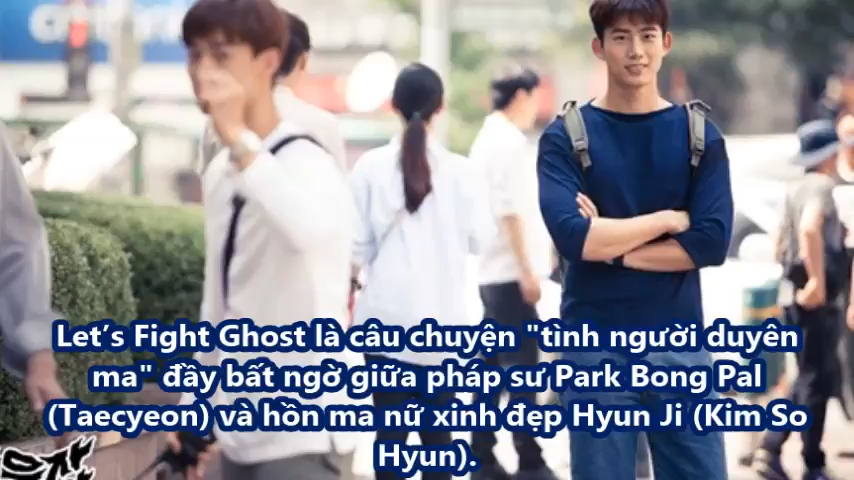 Let’s Fight Ghost là câu chuyện "tình người duyên
ma" đầy bất ngờ giữa pháp sư Park Bong Pal
(Taecyeon) và hồn ma nữ xinh đẹp Hyun Ji (Kim So
Hyun).